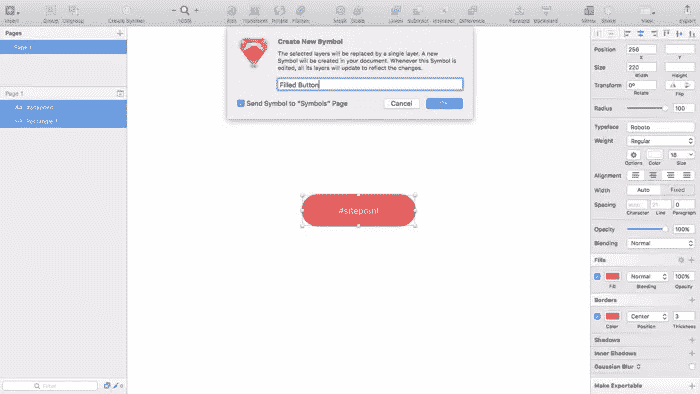 Insert
Group
Ungroup
Create Symbol
Zoom
Edit
Transform
Rotate
Flatten
Mask
Scale
Union
Subtract
Intersect
Difference
Forward
Backward
Mirror
Share
View
Export
Pages
Page 1
Page 1
#sitepoint
Rectangle 1
Filter
Create New Symbol
The selected layers will be replaced by a single layer. A new
Symbol will be created in your document. Whenever this Symbol is
edited, all its layers will update to reflect the changes.
Filled Button
Send Symbol to “Symbols” Page
Cancel
#sitepoint
Position 256
X Y
Size 220
Width Height
Transform 0°
Rotate Flip
Radius 100
Typeface Roboto
Weight Regular
18
Options Color Size
Alignment
Width Auto Fixed
Spacing 0
Character Line Paragraph
Opacity 100%
Blending Normal
Fills
Normal 100%
Fill Blending Opacity
Borders
Center 3
Color Position Thickness
Shadows
Inner Shadows
Gaussian Blur
Make Exportable